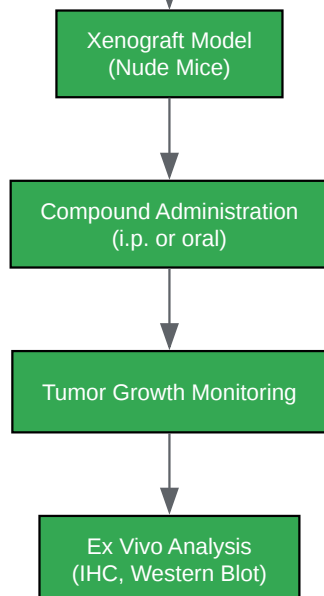 Xenograft Model
(Nude Mice)
Compound Administration
(i.p. or oral)
Tumor Growth Monitoring
Ex Vivo Analysis
(IHC, Western Blot)